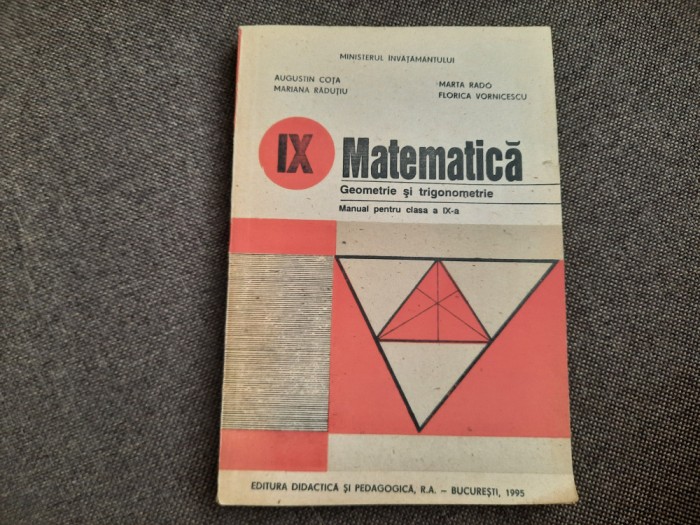 MINISTERUL ÎNVĂȚĂMÂNTULUI
AUGUSTIN COȚA
MARIANA RĂDUȚIU
MARTA RADÓ
FLORICA VORNICESCU
IX Matematică
Geometrie și trigonometrie
Manual pentru clasa a IX-a
EDITURA DIDACTICĂ ȘI PEDAGOGICĂ, R.A. – BUCUREȘTI, 1995